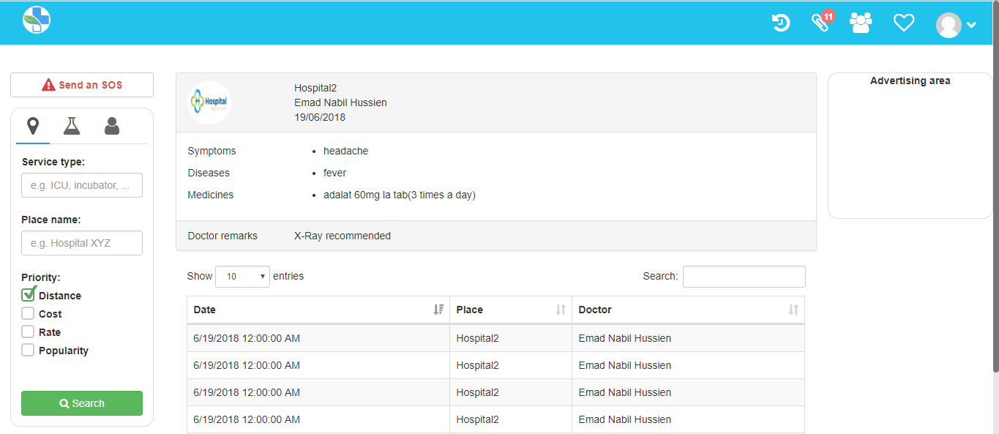 11
Send an SOS
Service type:
e.g. ICU, incubator, ...
Place name:
e.g. Hospital XYZ
Priority:
Distance
Cost
Rate
Popularity
Search
Hospital
Hospital2
Emad Nabil Hussien
19/06/2018
Symptoms • headache
Diseases • fever
Medicines • adalat 60mg la tab(3 times a day)
Doctor remarks X-Ray recommended
Show 10 entries Search:
Date Place Doctor
6/19/2018 12:00:00 AM Hospital2 Emad Nabil Hussien
6/19/2018 12:00:00 AM Hospital2 Emad Nabil Hussien
6/19/2018 12:00:00 AM Hospital2 Emad Nabil Hussien
6/19/2018 12:00:00 AM Hospital2 Emad Nabil Hussien
Advertising area